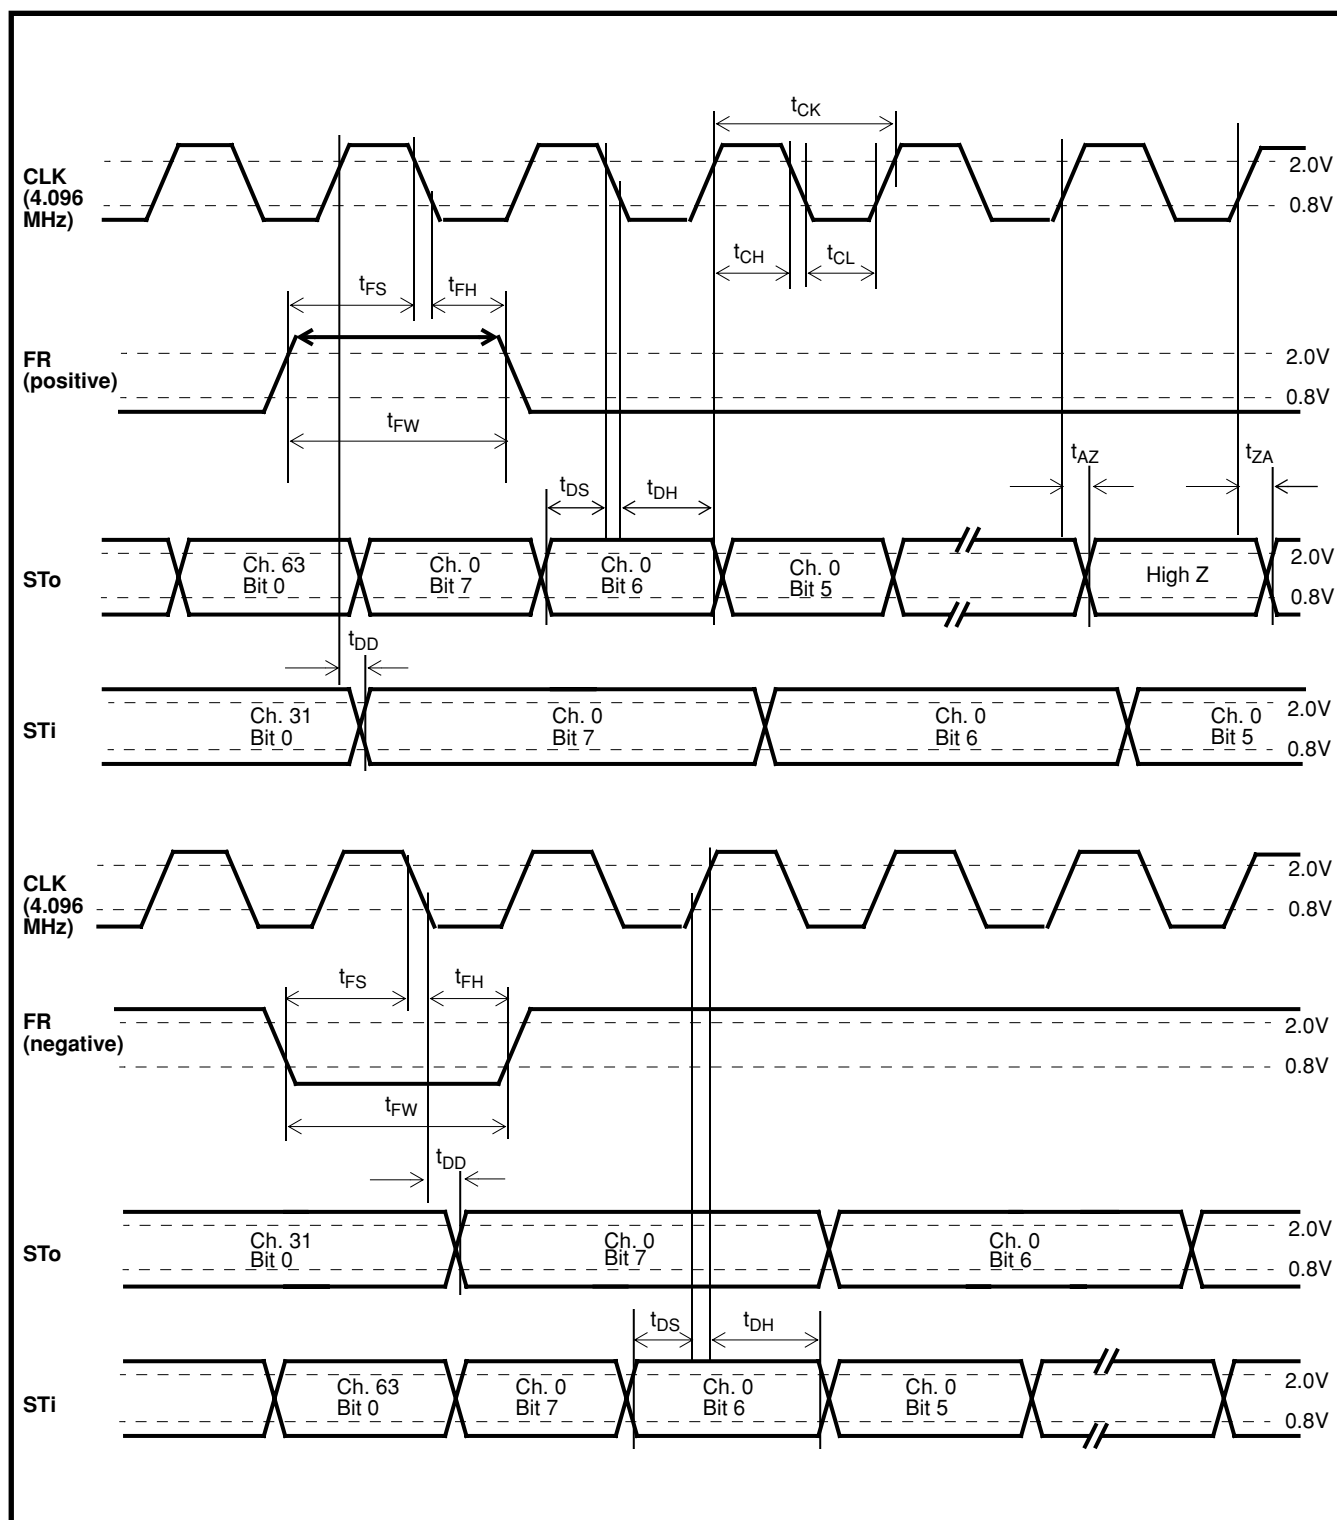 tCK
CLK
(4.096
MHz)
2.0V
0.8V
tCH
tCL
tFS
tFH
FR
(positive)
2.0V
0.8V
tFW
tAZ
tZA
tDS
tDH
STo
Ch. 63
Bit 0
Ch. 0
Bit 7
Ch. 0
Bit 6
Ch. 0
Bit 5
High Z
2.0V
0.8V
tDD
STi
Ch. 31
Bit 0
Ch. 0
Bit 7
Ch. 0
Bit 6
Ch. 0
Bit 5
2.0V
0.8V
CLK
(4.096
MHz)
2.0V
0.8V
tFS
tFH
FR
(negative)
2.0V
0.8V
tFW
tDD
STo
Ch. 31
Bit 0
Ch. 0
Bit 7
Ch. 0
Bit 6
2.0V
0.8V
tDS
tDH
STi
Ch. 63
Bit 0
Ch. 0
Bit 7
Ch. 0
Bit 6
Ch. 0
Bit 5
2.0V
0.8V